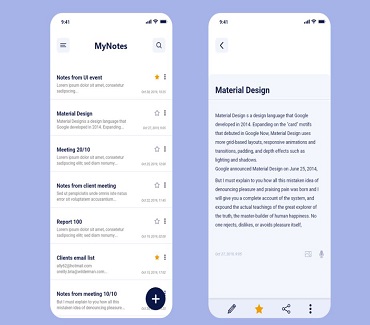 9:41
MyNotes
Notes from UI event
Lorem ipsum dolor sit amet, consetetur
sadipscing...
Material Design
Material Design is a design language that
Google developed in 2014. Expanding...
Meeting 20/10
Lorem ipsum dolor sit amet, consetetur
sadipscing elitr, sed diam nonumy...
Notes from client meeting
Sed ut perspiciatis unde omnis iste natus
error sit voluptatem accusantium...
Report 100
Lorem ipsum dolor sit amet, consetetur
sadipscing elitr, sed diam nonumy...
Clients email list
Notes from meeting 10/10
But I must explain to you how all this
mistaken idea of denouncing pleasure...
9:41
Material Design
Material Design is a design language that Google
developed in 2014. Expanding on the "card" motifs
that debuted in Google Now, Material Design uses
more grid-based layouts, responsive animations and
transitions, padding, and depth effects such as
lighting and shadows.
Google announced Material Design on June 25, 2014,
But I must explain to you how all this mistaken idea of
denouncing pleasure and praising pain was born and I
will give you a complete account of the system, and
expound the actual teachings of the great explorer of
the truth, the master-builder of human happiness. No
one rejects, dislikes, or avoids pleasure itself,